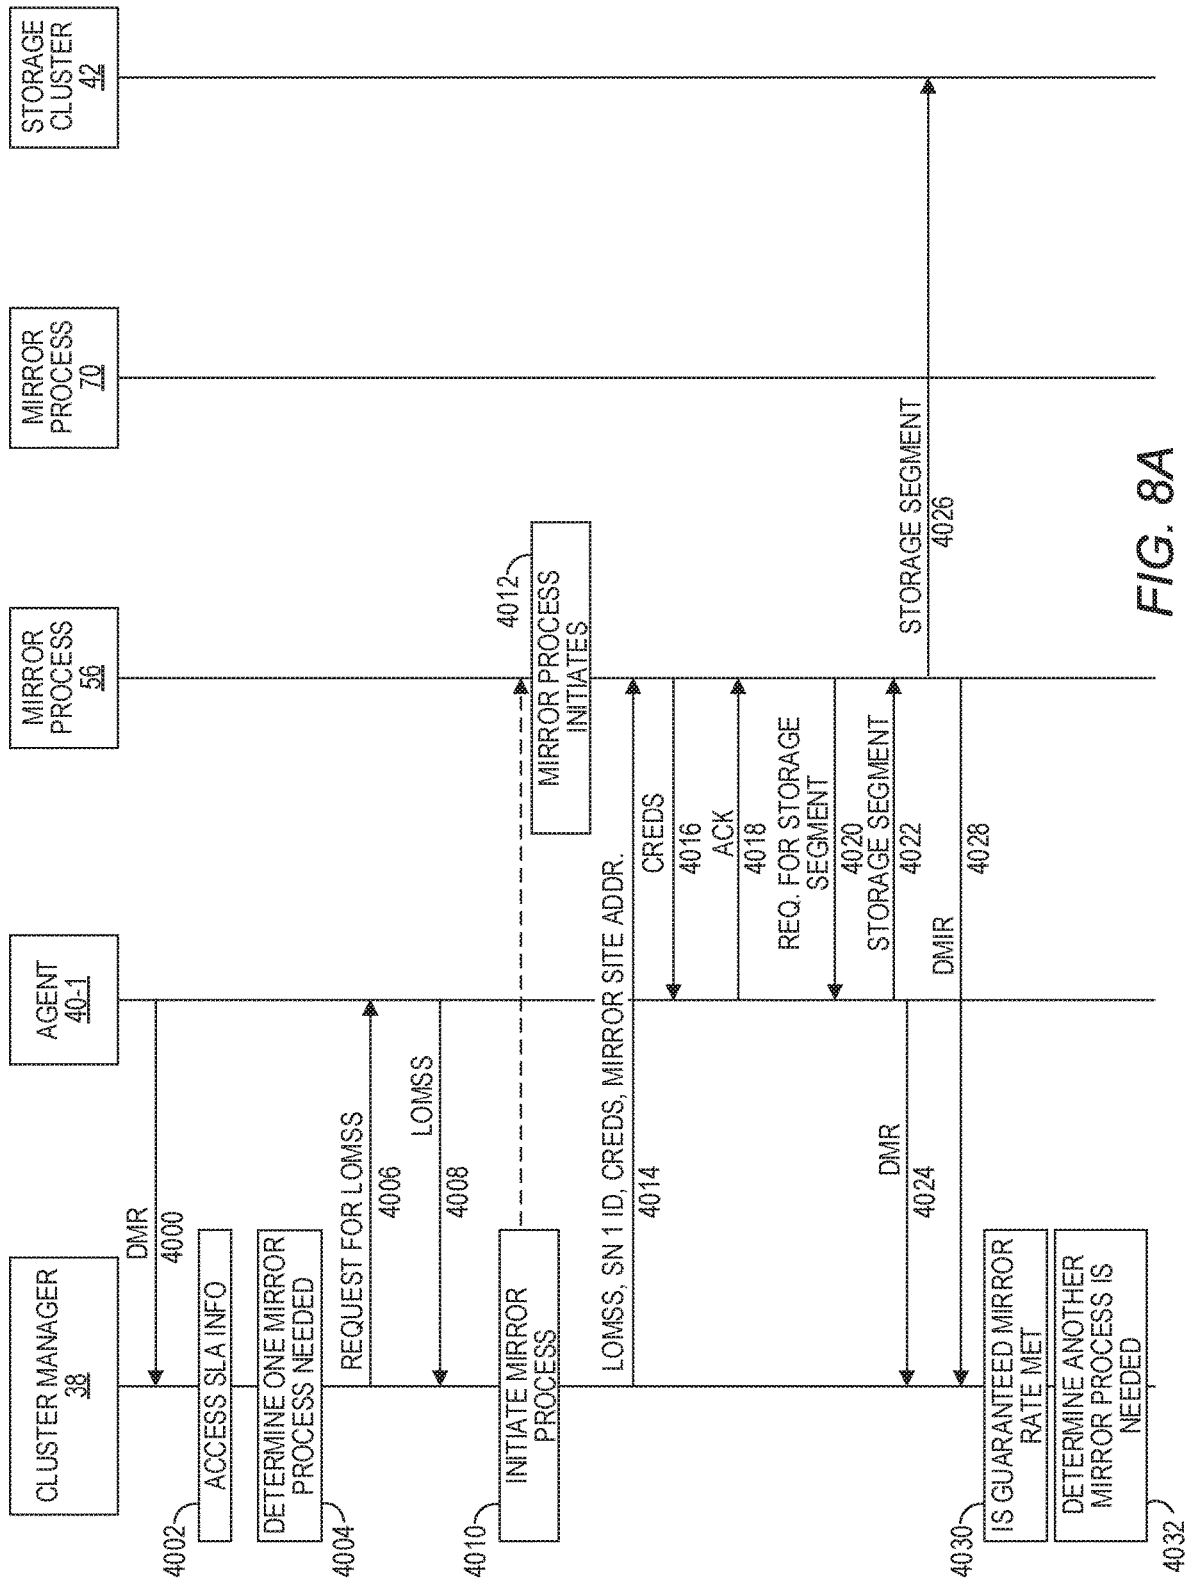 CLUSTER MANAGER
38
AGENT
40-1
MIRROR
PROCESS
56
MIRROR
PROCESS
70
STORAGE
CLUSTER
42
DMR
4000
4002
ACCESS SLA INFO
4004
DETERMINE ONE MIRROR
PROCESS NEEDED
REQUEST FOR LOMSS
4006
LOMSS
4008
4010
INITIATE MIRROR
PROCESS
4012
MIRROR PROCESS
INITIATES
LOMSS, SN 1 ID, CREDS, MIRROR SITE ADDR.
4014
CREDS
4016
ACK
4018
REQ. FOR STORAGE
SEGMENT
4020
STORAGE SEGMENT
4022
DMR
4024
STORAGE SEGMENT
4026
DMIR
4028
4030
IS GUARANTEED MIRROR
RATE MET
4032
DETERMINE ANOTHER
MIRROR PROCESS IS
NEEDED
FIG. 8A